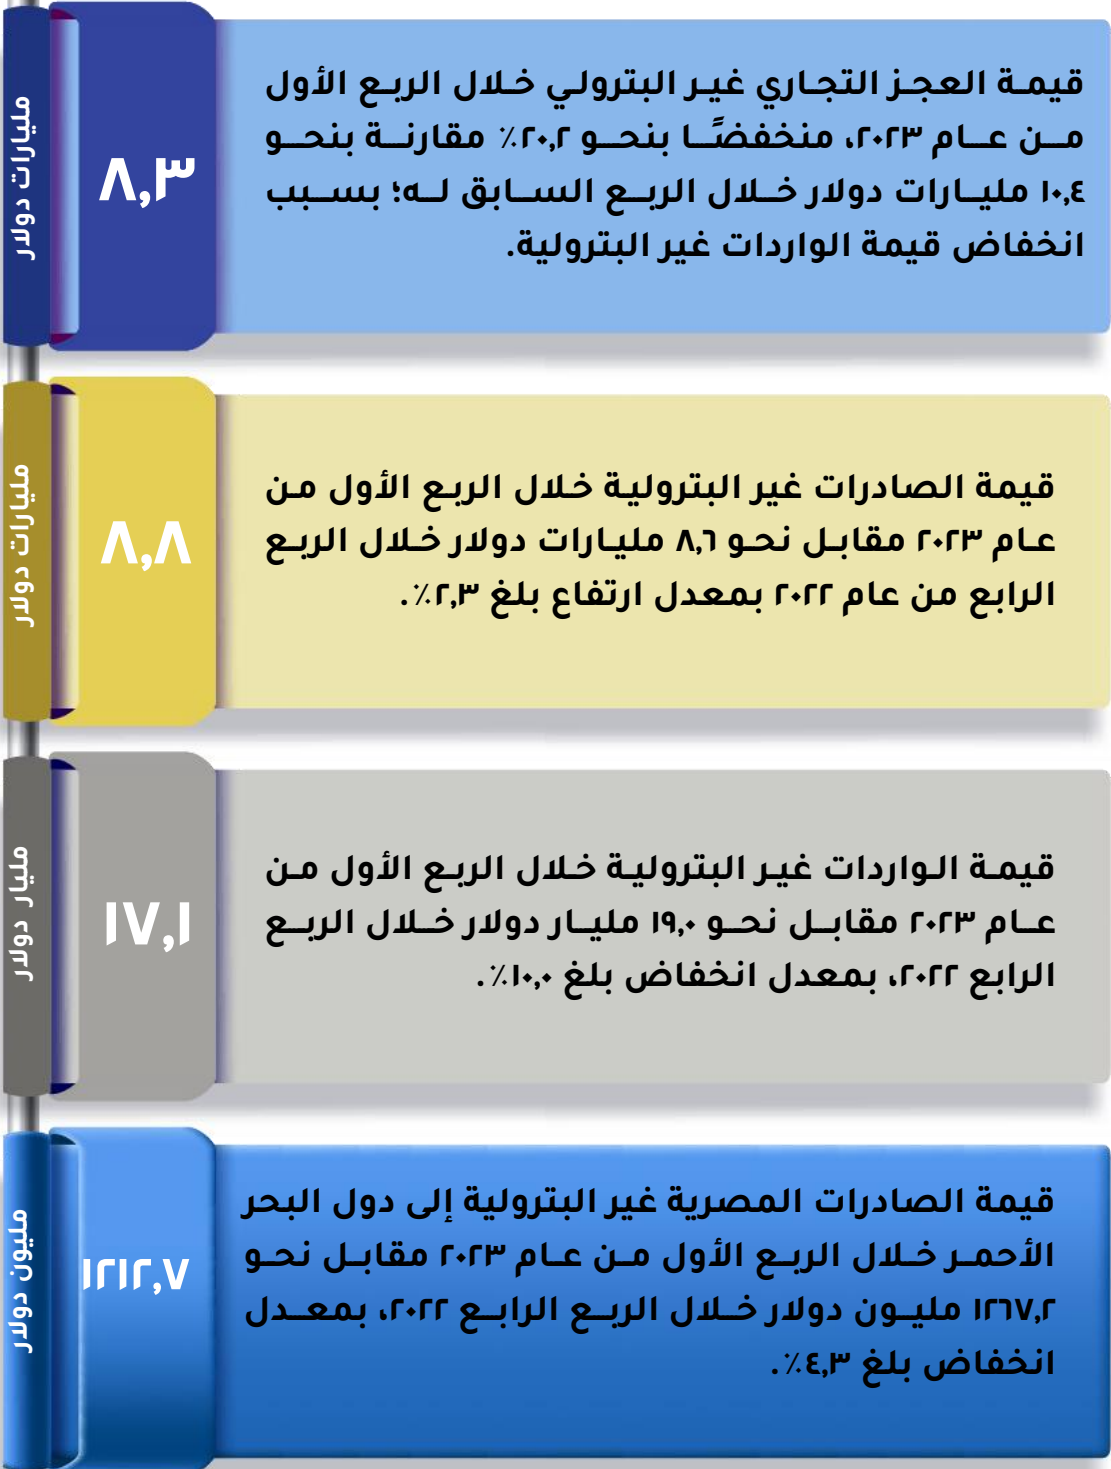 قيمة العجز التجاري غير البترولي خلال الربع الأول
من عام ٢٠٢٣، منخفضًا بنحو ٢٠,٢٪ مقارنة بنحو
١٠,٤ مليارات دولار خلال الربع السابق له؛ بسبب
انخفاض قيمة الواردات غير البترولية.
٨,٣
مليارات دولار
قيمة الصادرات غير البترولية خلال الربع الأول من
عام ٢٠٢٣ مقابل نحو ٨,٦ مليارات دولار خلال الربع
الرابع من عام ٢٠٢٢ بمعدل ارتفاع بلغ ٢,٣٪.
٨,٨
مليارات دولار
قيمة الواردات غير البترولية خلال الربع الأول من
عام ٢٠٢٣ مقابل نحو ١٩,٠ مليار دولار خلال الربع
الرابع ٢٠٢٢، بمعدل انخفاض بلغ ١٠,٠٪.
١٧,١
مليار دولار
قيمة الصادرات المصرية غير البترولية إلى دول البحر
الأحمر خلال الربع الأول من عام ٢٠٢٣ مقابل نحو
١٢٦٧,٢ مليون دولار خلال الربع الرابع ٢٠٢٢، بمعدل
انخفاض بلغ ٤,٣٪.
١٢١٢,٧
مليون دولار